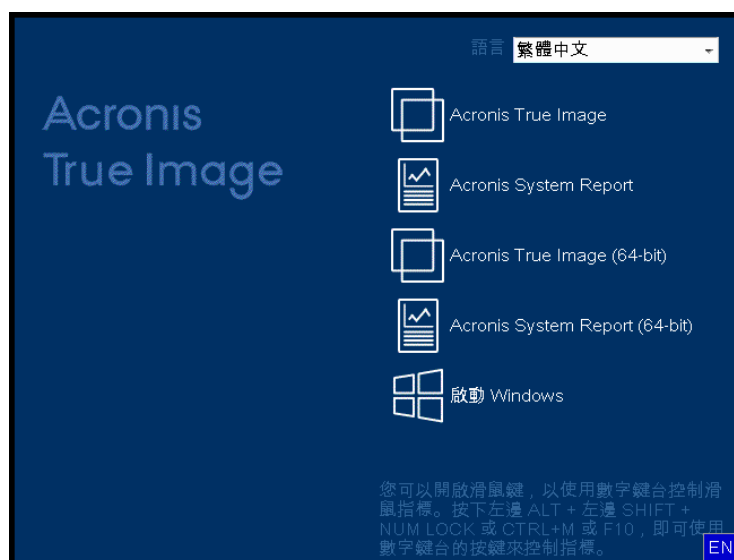 語言 繁體中文
Acronis
True Image
Acronis True Image
Acronis System Report
Acronis True Image (64-bit)
Acronis System Report (64-bit)
啟動 Windows
您可以開啟滑鼠鍵，以使用數字鍵台控制滑
鼠指標。按下左邊 ALT + 左邊 SHIFT +
NUM LOCK 或 CTRL+M 或 F10，即可使用
數字鍵台的按鍵來控制指標。
EN